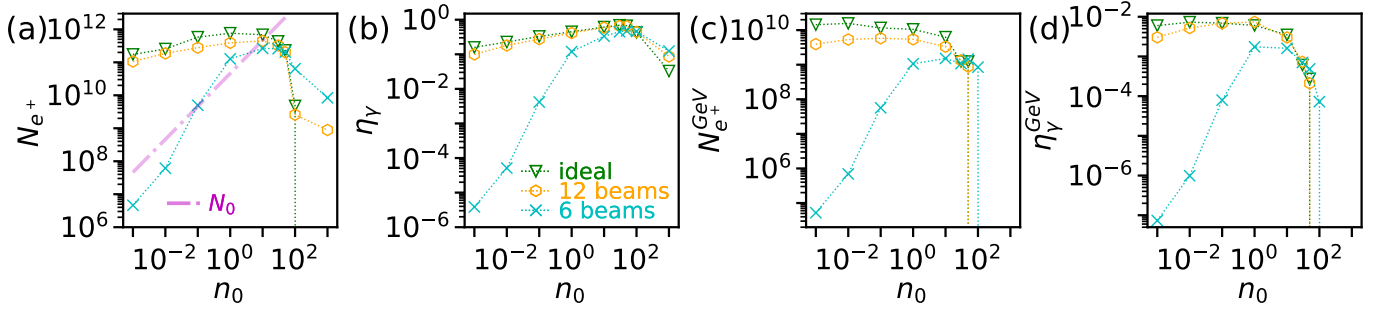 (a)
N_{e^+}
10^{12}
10^{10}
10^8
10^6
N_0
10^{-2} 10^0 10^2
n_0
(b)
η_γ
10^0
10^{-2}
10^{-4}
10^{-6}
ideal
12 beams
6 beams
10^{-2} 10^0 10^2
n_0
(c)
N_{e^+}^{GeV}
10^{10}
10^8
10^6
10^{-2} 10^0 10^2
n_0
(d)
η_γ^{GeV}
10^{-2}
10^{-4}
10^{-6}
10^{-2} 10^0 10^2
n_0